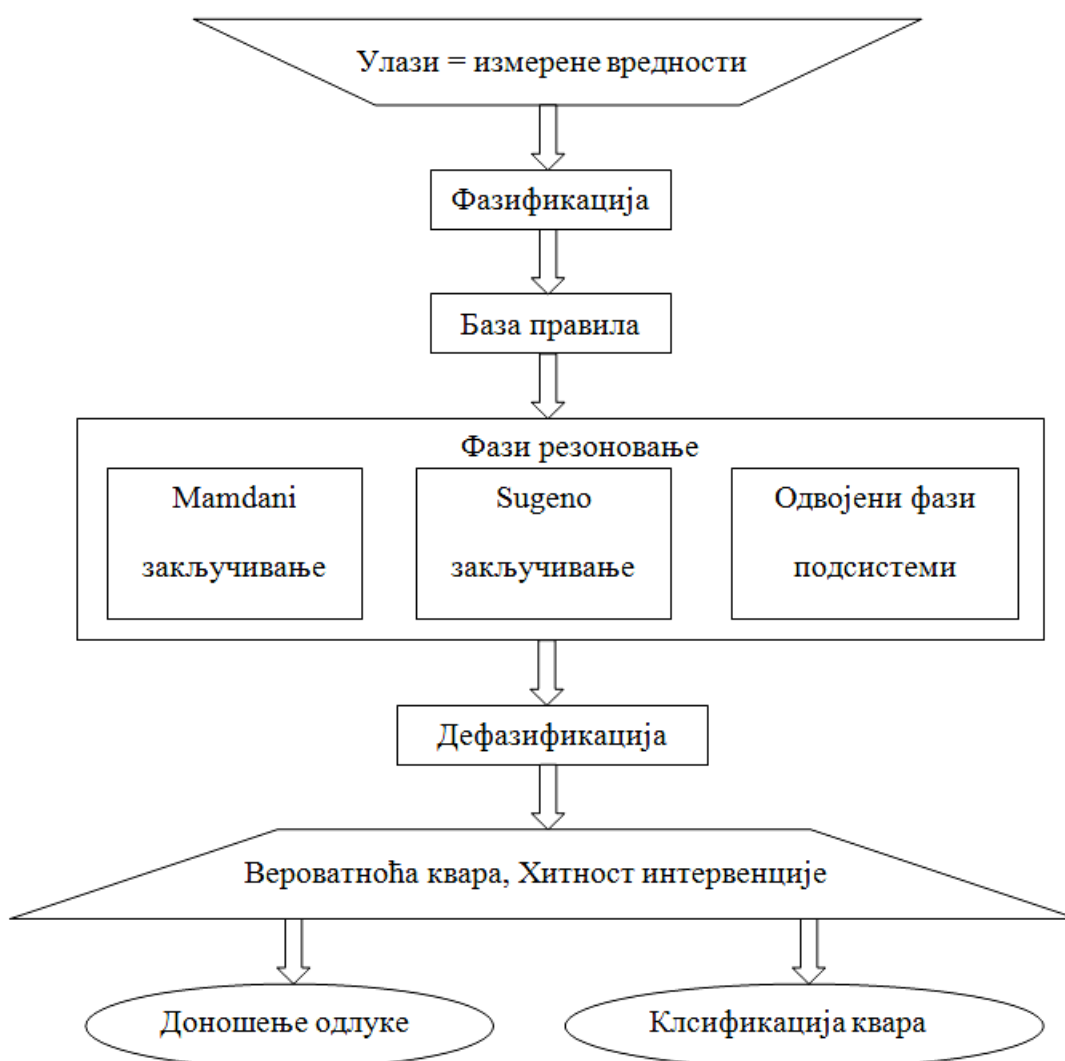 Улази = измерене вредности
Фазификација
База правила
Фази резоновање
Mamdani
закључивање
Sugeno
закључивање
Одвојени фази
подсистеми
Дефазификација
Вероватноћа квара, Хитност интервенције
Доношење одлуке
Клсификација квара